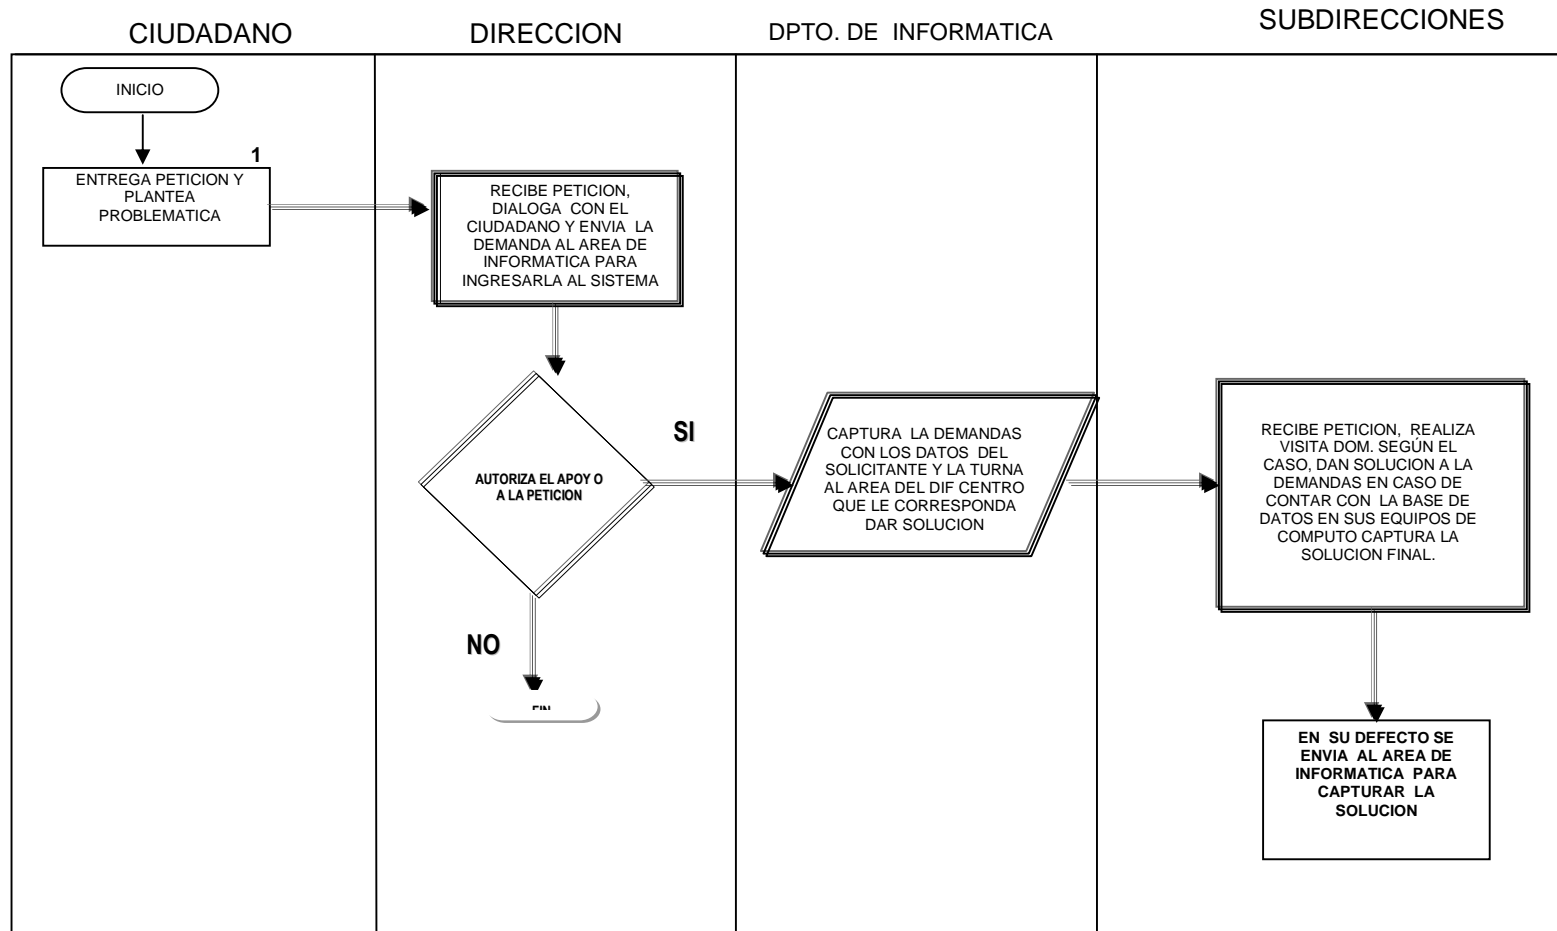 CIUDADANO
DIRECCION
DPTO. DE INFORMATICA
SUBDIRECCIONES
INICIO
1
ENTREGA PETICION Y
PLANTEA
PROBLEMATICA
RECIBE PETICION,
DIALOGA CON EL
CIUDADANO Y ENVIA LA
DEMANDA AL AREA DE
INFORMATICA PARA
INGRESARLA AL SISTEMA
AUTORIZA EL APOY O
A LA PETICION
SI
NO
FIN
CAPTURA LA DEMANDAS
CON LOS DATOS DEL
SOLICITANTE Y LA TURNA
AL AREA DEL DIF CENTRO
QUE LE CORRESPONDA
DAR SOLUCION
RECIBE PETICION, REALIZA
VISITA DOM. SEGÚN EL
CASO, DAN SOLUCION A LA
DEMANDAS EN CASO DE
CONTAR CON LA BASE DE
DATOS EN SUS EQUIPOS DE
COMPUTO CAPTURA LA
SOLUCION FINAL.
EN SU DEFECTO SE
ENVIA AL AREA DE
INFORMATICA PARA
CAPTURAR LA
SOLUCION